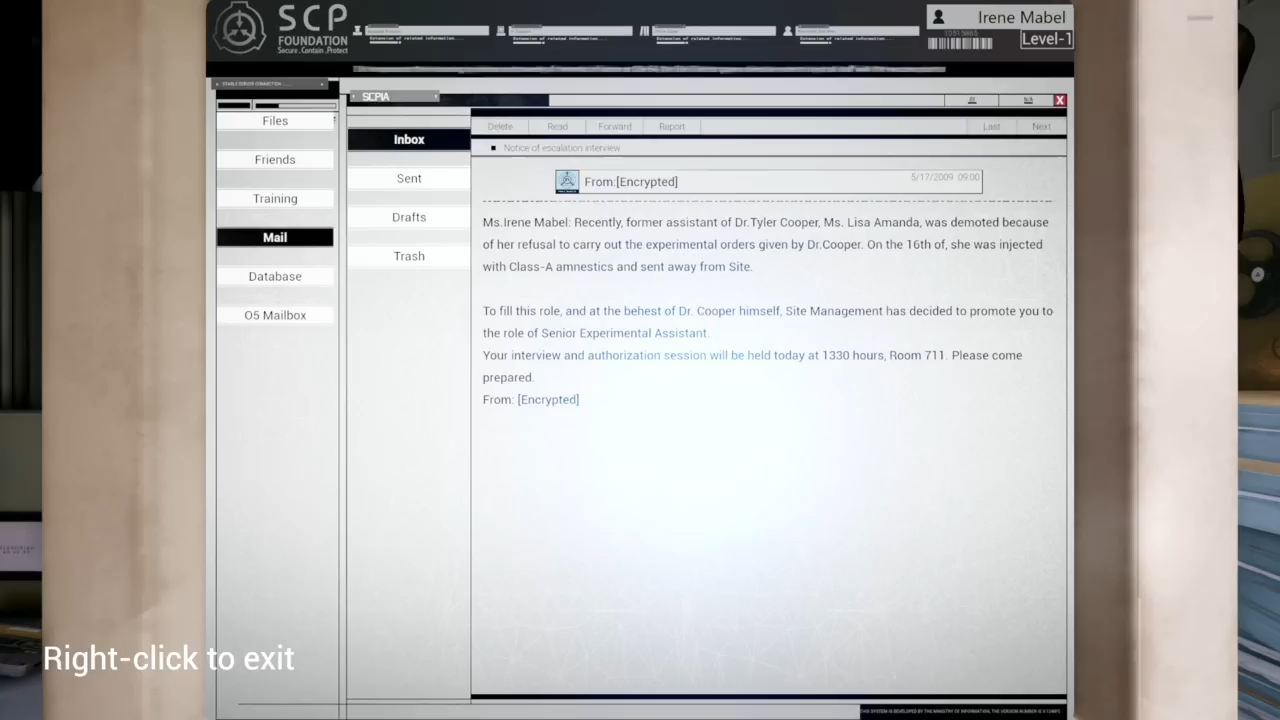 SCP
FOUNDATION
Secure. Contain. Protect
Irene Mabel
Level-1
SCPIA
Files
Friends
Training
Mail
Database
O5 Mailbox
Inbox
Sent
Drafts
Trash
Delete Read Forward Report Last Next
Notice of escalation interview
From:[Encrypted] 5/17/2009 09:00
Ms.Irene Mabel: Recently, former assistant of Dr.Tyler Cooper, Ms. Lisa Amanda, was demoted because
of her refusal to carry out the experimental orders given by Dr.Cooper. On the 16th of, she was injected
with Class-A amnestics and sent away from Site.
To fill this role, and at the behest of Dr. Cooper himself, Site Management has decided to promote you to
the role of Senior Experimental Assistant.
Your interview and authorization session will be held today at 1330 hours, Room 711. Please come
prepared.
From: [Encrypted]
Right-click to exit